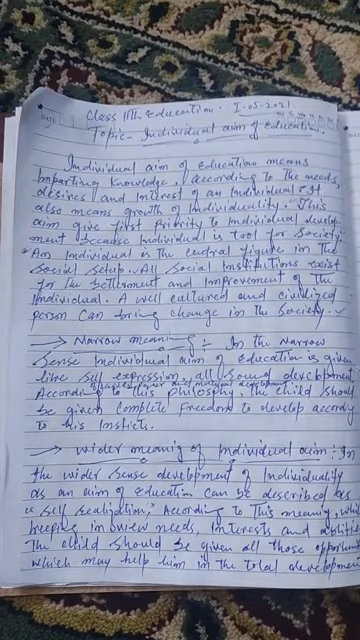 Class 11th education. 1-05-2021
Topic- Individual aim of Education.
Individual aim of Education means
Imparting Knowledge, according to the needs,
desires and Interest of an Individual. It
also means growth of Individuality. This
aim give first Priority to Individual develop-
ment because Individual is tool for Society.
An Individual is the central figure in the
Social Setup. All Social Institutions exist
for the betterment and Improvement of the
Individual. A well cultured and civilized
person Can bring change in the Society.
→ Narrow meaning :- In the Narrow
Sense Individual aim of education is given
like Self expression, all sound development
According to This Philosophy, the child should
be given Complete Freedom to develop according
to his Insticts.
→ Wider meaning of Individual aim: In
the wider sense development of Individuality
as an aim of education can be described as
"Self Realization". According to This meaning, while
keeping in view needs, Interests and aptitudes
The child should be given all those opportunities
which may help him in the total development